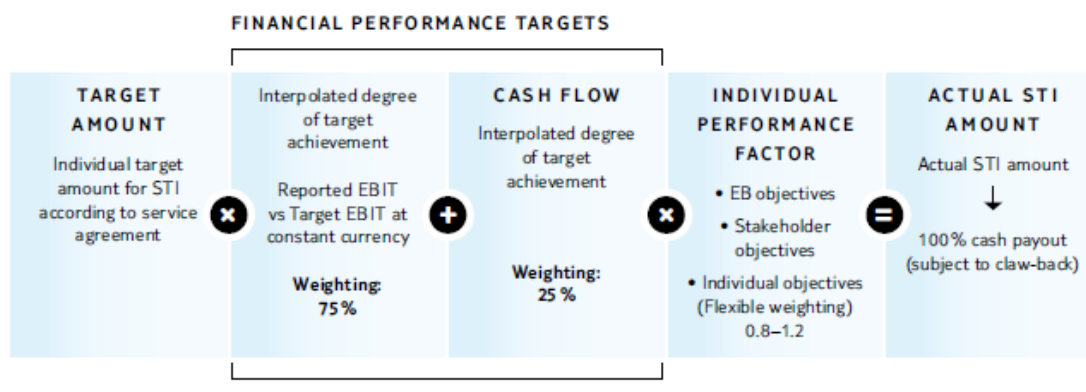 FINANCIAL PERFORMANCE TARGETS
TARGET
AMOUNT
Individual target
amount for STI
according to service
agreement
×
Interpolated degree
of target
achievement
Reported EBIT
vs Target EBIT at
constant currency
Weighting:
75 %
+
CASH FLOW
Interpolated degree
of target
achievement
Weighting:
25 %
×
INDIVIDUAL
PERFORMANCE
FACTOR
• EB objectives
• Stakeholder
objectives
• Individual objectives
(Flexible weighting)
0.8–1.2
=
ACTUAL STI
AMOUNT
Actual STI amount
↓
100 % cash payout
(subject to claw-back)